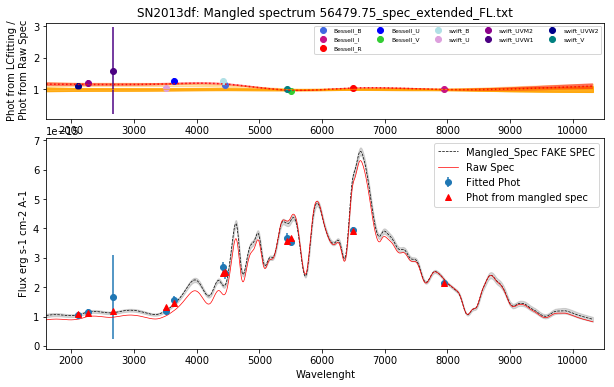 SN2013df: Mangled spectrum 56479.75_spec_extended_FL.txt
Phot from LCfitting /
Phot from Raw Spec
3
2
1
Bessell_B
Bessell_I
Bessell_R
Bessell_U
Bessell_V
swift_B
swift_U
swift_UVM2
swift_UVW1
swift_UVW2
swift_V
2000 3000 4000 5000 6000 7000 8000 9000 10000
Flux erg s-1 cm-2 A-1
7
6
5
4
3
2
1
0
Mangled_Spec FAKE SPEC
Raw Spec
Fitted Phot
Phot from mangled spec
2000 3000 4000 5000 6000 7000 8000 9000 10000
Wavelenght